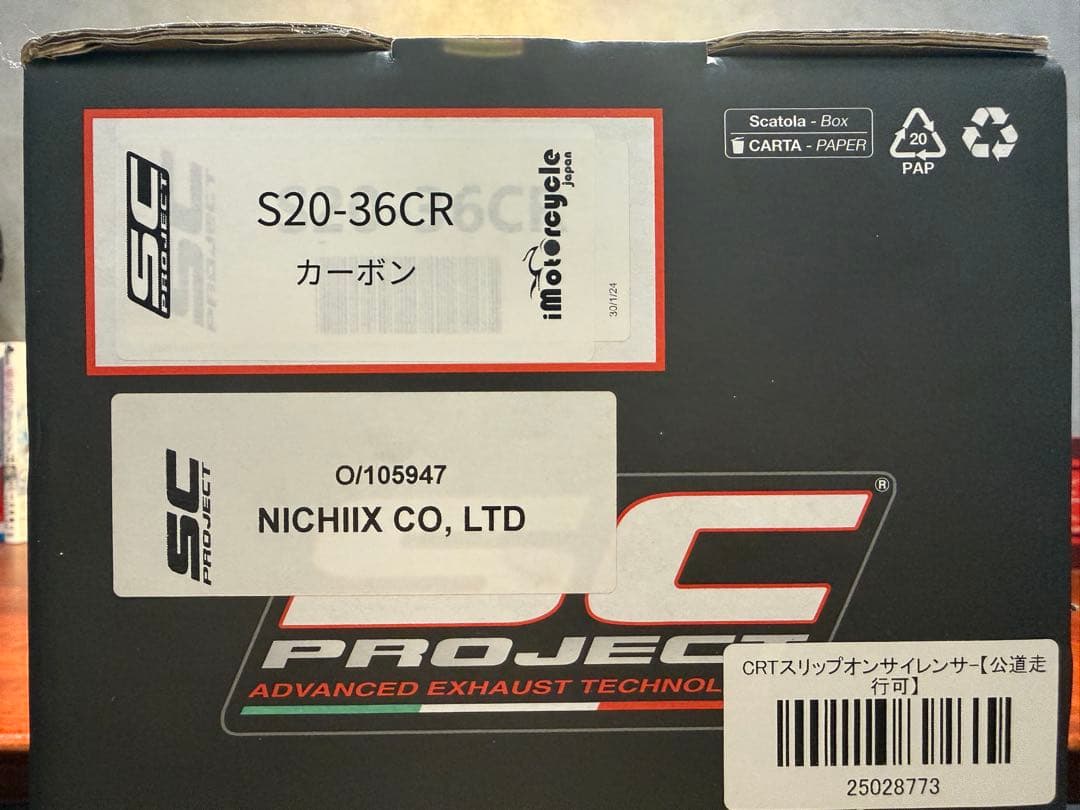 Scatola - Box
CARTA - PAPER
20
PAP
SC
PROJECT
S20-36CR
カーボン
iMotorcycle
japan
30/1/24
SC
PROJECT
O/105947
NICHIIX CO, LTD
SC
®
PROJECT
ADVANCED EXHAUST TECHNOL
CRTスリップオンサイレンサ-【公道走
行可】
25028773